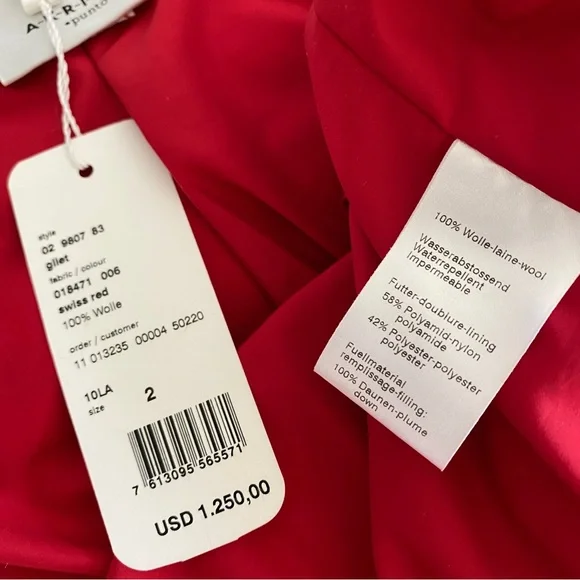 A-K-R-I
-punto
style
02 9807 83
gilet
fabric / colour
018471 006
swiss red
100% Wolle
order / customer
11 013235 00004 50220
10LA 2
size
7 613095 565571
USD 1.250,00
100% Wolle-laine-wool
Wasserabstossend
Waterrepellent
Impermeable
Futter-doublure-lining
58% Polyamid-nylon
polyamide
42% Polyester-polyester
polyester
Fuellmaterial
remplissage-filling:
100% Daunen-plume
down